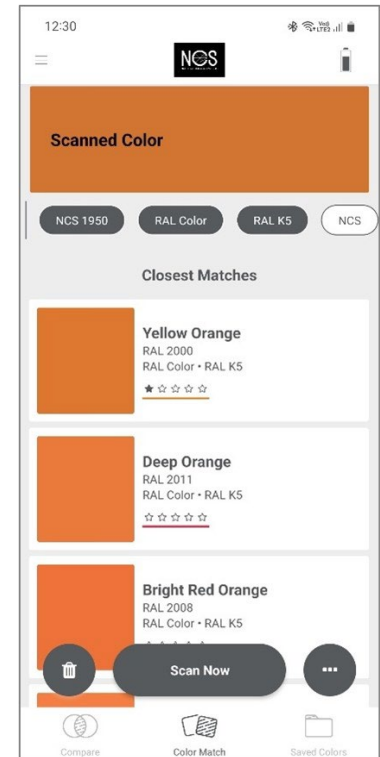 12:30
VoD
LTE2
NCS
Scanned Color
NCS 1950
RAL Color
RAL K5
NCS
Closest Matches
Yellow Orange
RAL 2000
RAL Color • RAL K5
Deep Orange
RAL 2011
RAL Color • RAL K5
Bright Red Orange
RAL 2008
RAL Color • RAL K5
Scan Now
Compare
Color Match
Saved Colors